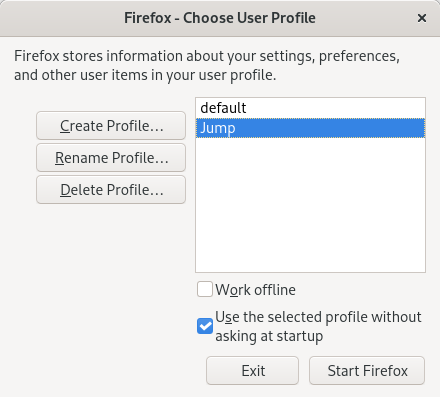 Firefox - Choose User Profile
Firefox stores information about your settings, preferences,
and other user items in your user profile.
Create Profile...
Rename Profile...
Delete Profile...
default
Jump
Work offline
Use the selected profile without
asking at startup
Exit
Start Firefox